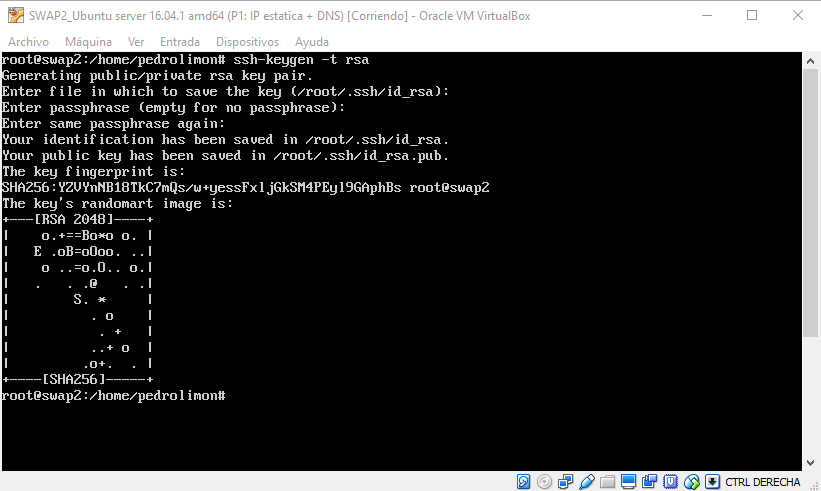 SWAP2_Ubuntu server 16.04.1 amd64 (P1: IP estatica + DNS) [Corriendo] - Oracle VM VirtualBox
Archivo Máquina Ver Entrada Dispositivos Ayuda
root@swap2:/home/pedrolimon# ssh-keygen -t rsa
Generating public/private rsa key pair.
Enter file in which to save the key (/root/.ssh/id_rsa):
Enter passphrase (empty for no passphrase):
Enter same passphrase again:
Your identification has been saved in /root/.ssh/id_rsa.
Your public key has been saved in /root/.ssh/id_rsa.pub.
The key fingerprint is:
SHA256:YZVYnNB18TkC7mQs/w+yessFxljGkSM4PEyl9GAphBs root@swap2
The key's randomart image is:
+---[RSA 2048]----+
|    o.+==Bo*o o. |
|   E .oB=oOoo. ..|
|    o ..=o.O.. o.|
|   .   . .@   . .|
|        S. *     |
|          . o    |
|           . +   |
|          ..+ o  |
|         .o+.  . |
+----[SHA256]-----+
root@swap2:/home/pedrolimon#
CTRL DERECHA